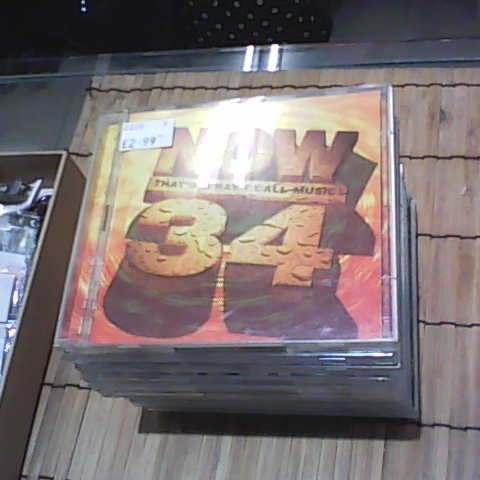 £2.99
NOW
THAT'S WHAT I CALL MUSIC!
34